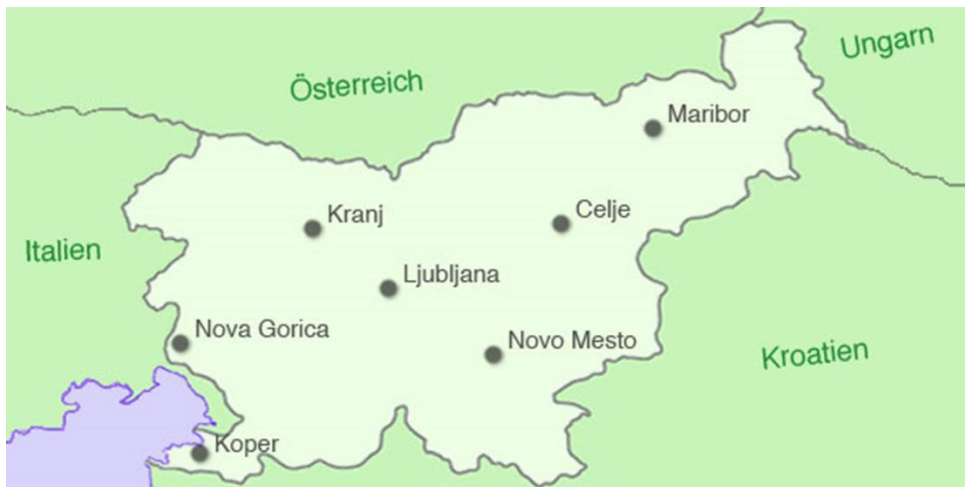 Ungarn
Österreich
Maribor
Kranj
Celje
Italien
Ljubljana
Nova Gorica
Novo Mesto
Kroatien
Koper